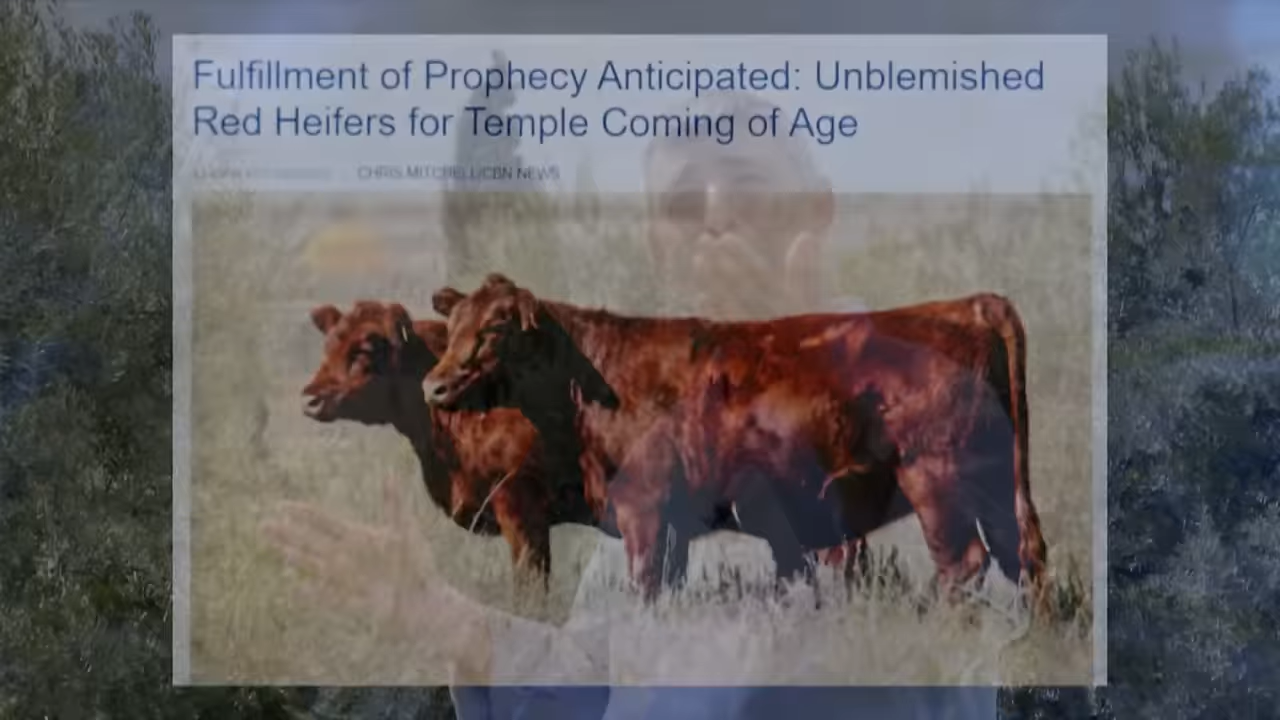 Fulfillment of Prophecy Anticipated: Unblemished
Red Heifers for Temple Coming of Age
CHRIS MITCHELL/CBN NEWS